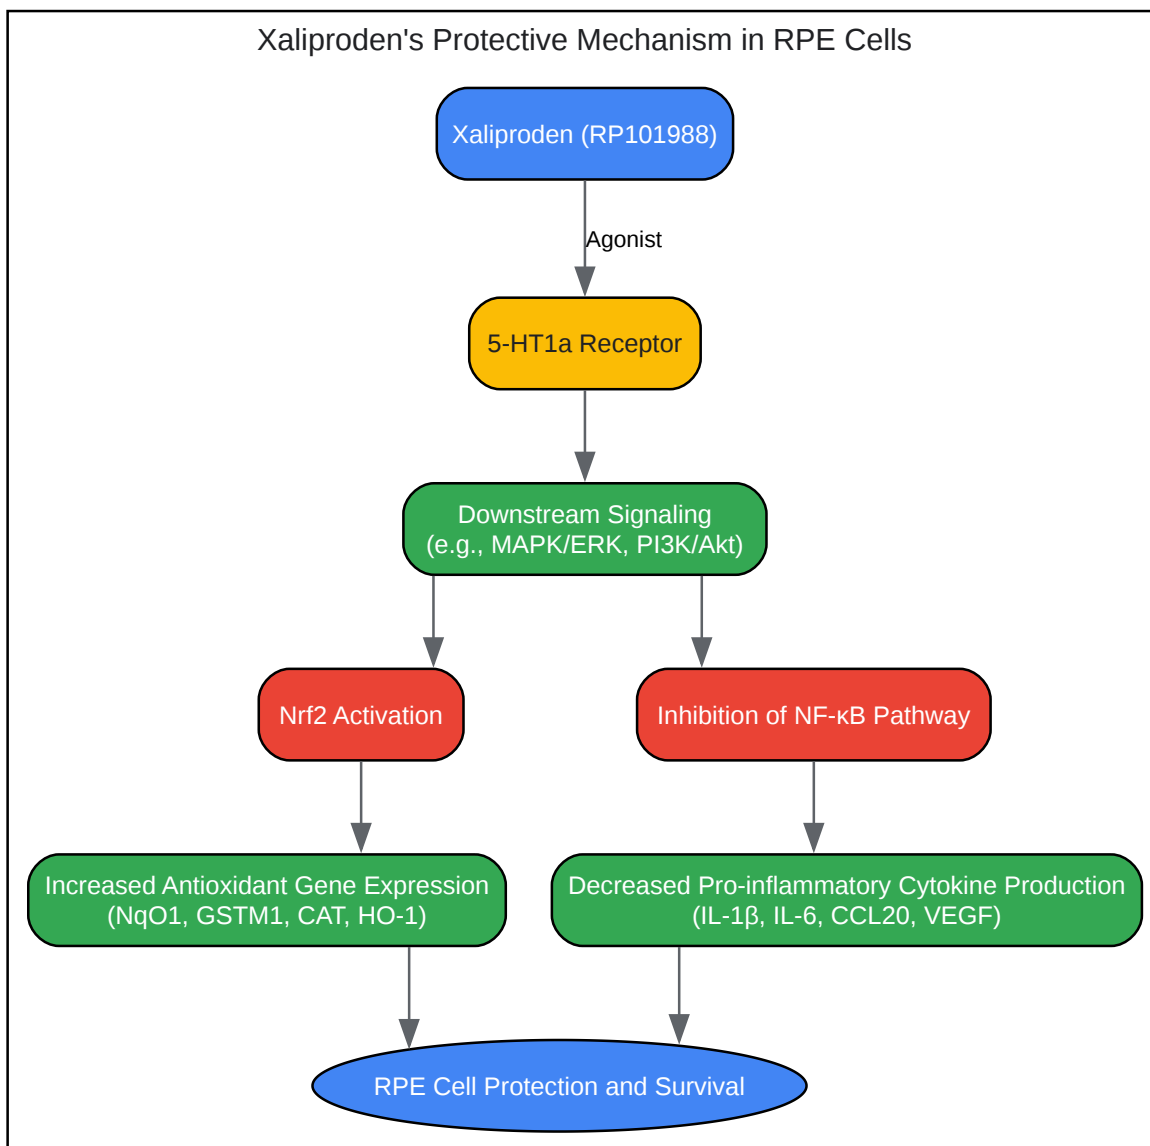 Xaliproden's Protective Mechanism in RPE Cells
Xaliproden (RP101988)
Agonist
5-HT1a Receptor
Downstream Signaling
(e.g., MAPK/ERK, PI3K/Akt)
Nrf2 Activation
Inhibition of NF-κB Pathway
Increased Antioxidant Gene Expression
(NqO1, GSTM1, CAT, HO-1)
Decreased Pro-inflammatory Cytokine Production
(IL-1β, IL-6, CCL20, VEGF)
RPE Cell Protection and Survival